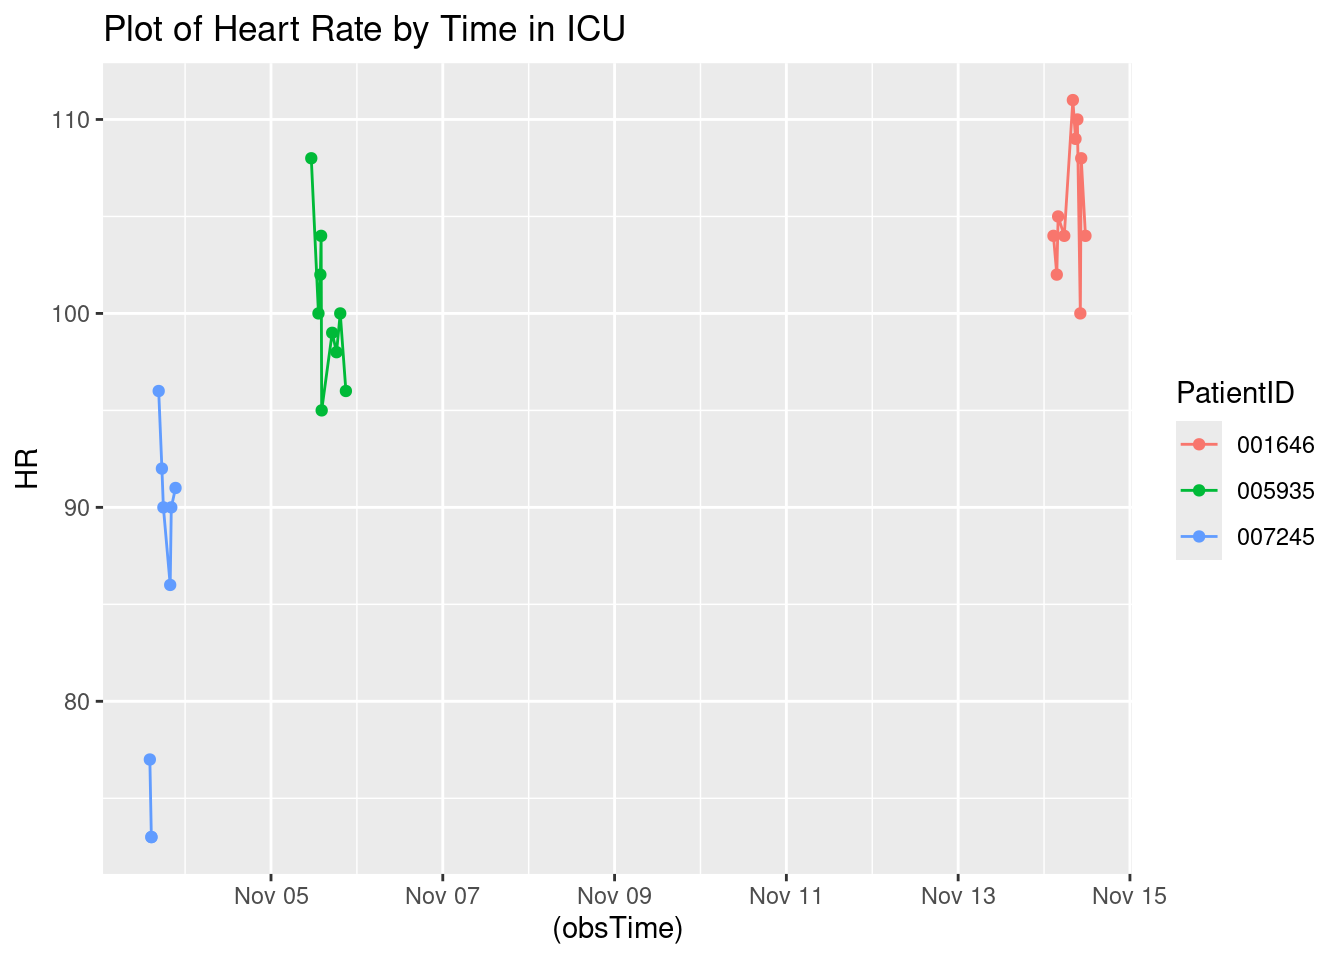 Plot of Heart Rate by Time in ICU
HR
110
100
90
80
Nov 05 Nov 07 Nov 09 Nov 11 Nov 13 Nov 15
(obsTime)
PatientID
001646
005935
007245